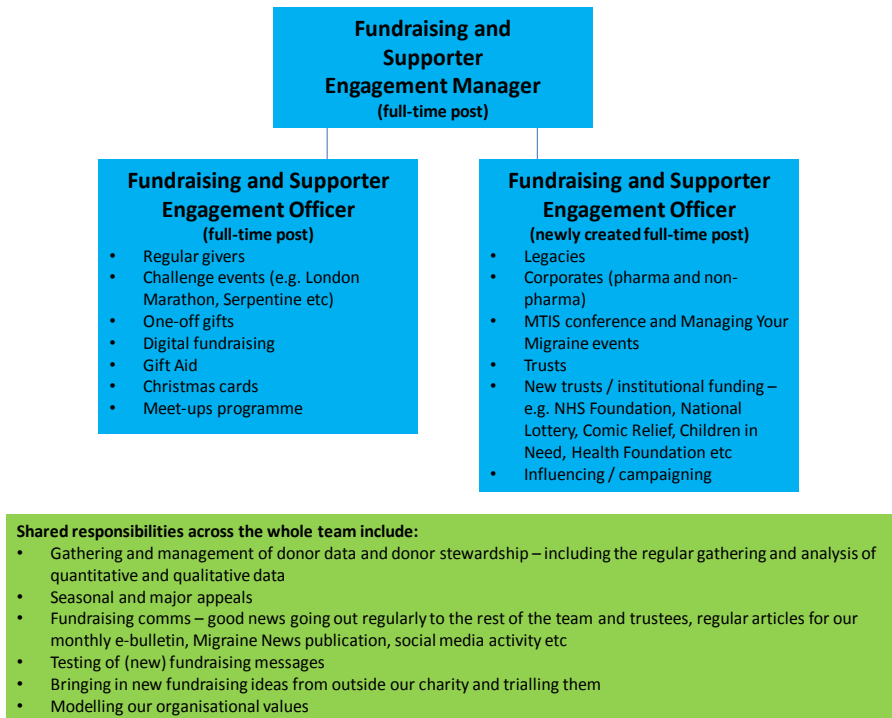 Fundraising and
Supporter
Engagement Manager
(full-time post)
Fundraising and Supporter
Engagement Officer
(full-time post)
• Regular givers
• Challenge events (e.g. London
Marathon, Serpentine etc)
• One-off gifts
• Digital fundraising
• Gift Aid
• Christmas cards
• Meet-ups programme
Fundraising and Supporter
Engagement Officer
(newly created full-time post)
• Legacies
• Corporates (pharma and non-
pharma)
• MTIS conference and Managing Your
Migraine events
• Trusts
• New trusts / institutional funding –
e.g. NHS Foundation, National
Lottery, Comic Relief, Children in
Need, Health Foundation etc
• Influencing / campaigning
Shared responsibilities across the whole team include:
• Gathering and management of donor data and donor stewardship – including the regular gathering and analysis of
quantitative and qualitative data
• Seasonal and major appeals
• Fundraising comms – good news going out regularly to the rest of the team and trustees, regular articles for our
monthly e-bulletin, Migraine News publication, social media activity etc
• Testing of (new) fundraising messages
• Bringing in new fundraising ideas from outside our charity and trialling them
• Modelling our organisational values